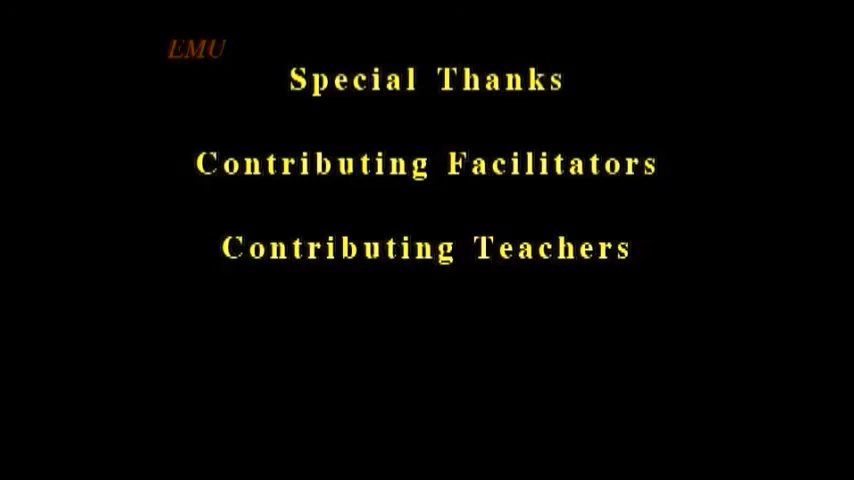 EMU
Special Thanks
Contributing Facilitators
Contributing Teachers